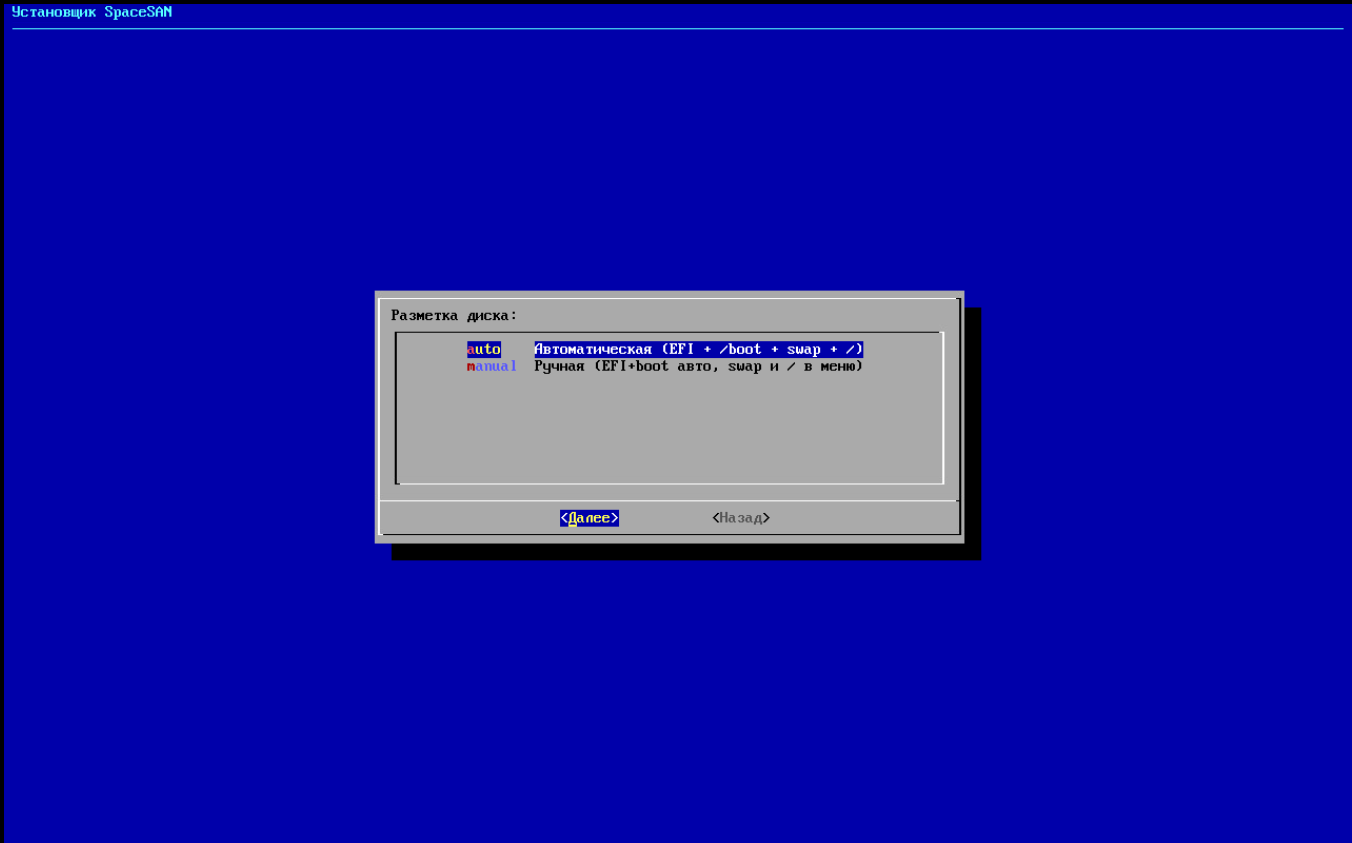 Установщик SpaceSAN
Разметка диска:
auto Автоматическая (EFI + /boot + swap + /)
manual Ручная (EFI+boot авто, swap и / в меню)
<Далее> <Назад>